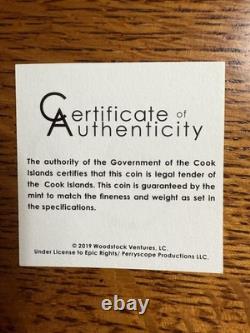 Certificate of
Authenticity
The authority of the Government of the Cook
Islands certifies that this coin is legal tender of
the Cook Islands. This coin is guaranteed by the
mint to match the fineness and weight as set in
the specifications.
© 2019 Woodstock Ventures, LC.
Under License to Epic Rights/ Perryscope Productions LLC.